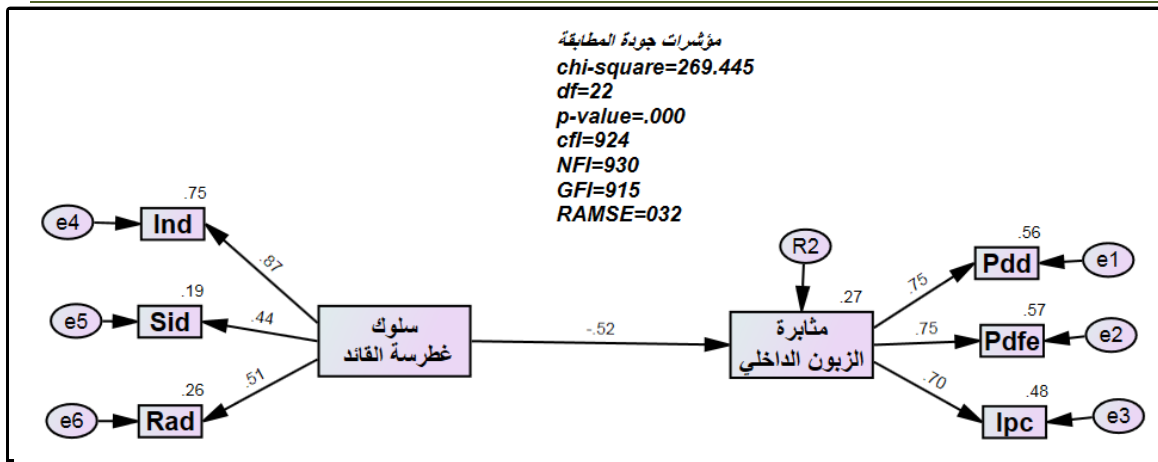 مؤشرات جودة المطابقة
chi-square=269.445
df=22
p-value=.000
cfI=924
NFI=930
GFI=915
RAMSE=032
.75
e4
Ind
.87
.19
e5
Sid
.44
.26
e6
Rad
.51
سلوك
غطرسة القائد
-.52
R2
.27
مثابرة
الزبون الداخلي
.56
.75
Pdd
e1
.57
.75
Pdfe
e2
.48
.70
Ipc
e3